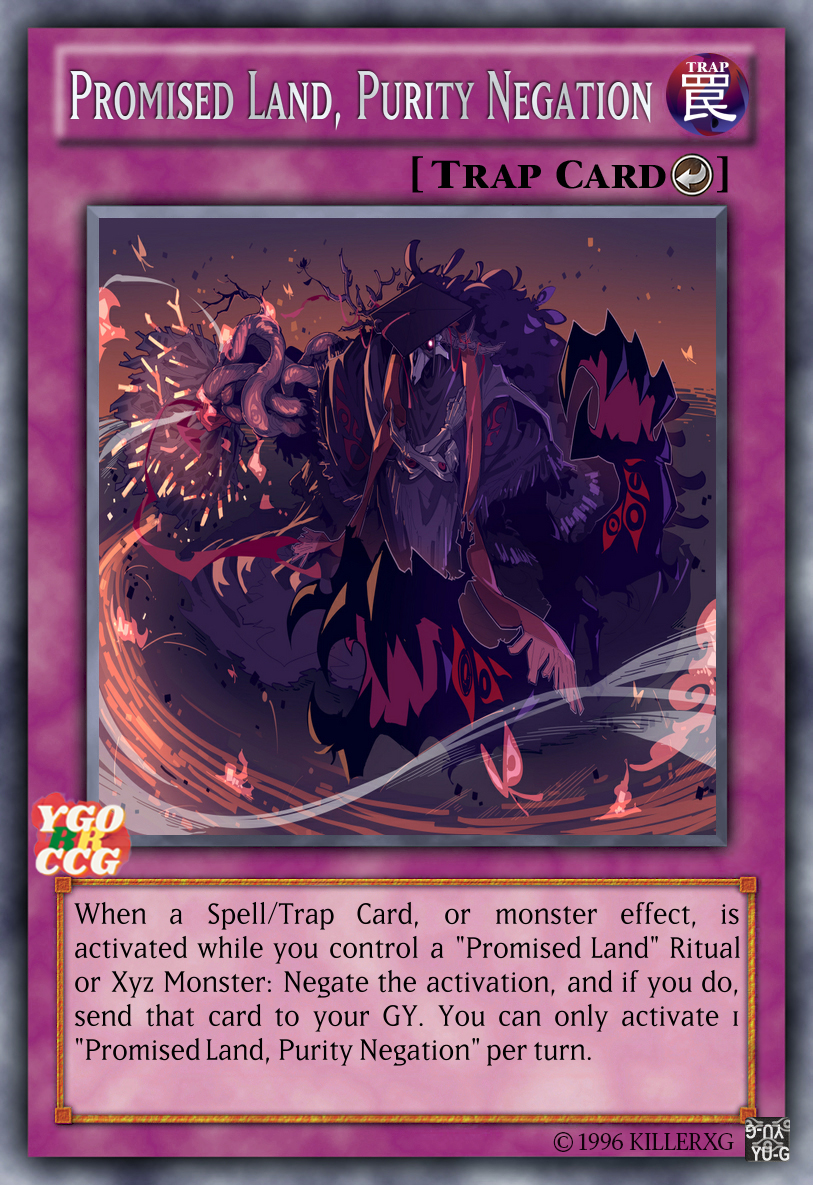 PROMISED LAND, PURITY NEGATION
TRAP
罠
[TRAP CARD]
YGO
BR
CCG
When a Spell/Trap Card, or monster effect, is
activated while you control a "Promised Land" Ritual
or Xyz Monster: Negate the activation, and if you do,
send that card to your GY. You can only activate 1
"Promised Land, Purity Negation" per turn.
© 1996 KILLERXG
YU-G